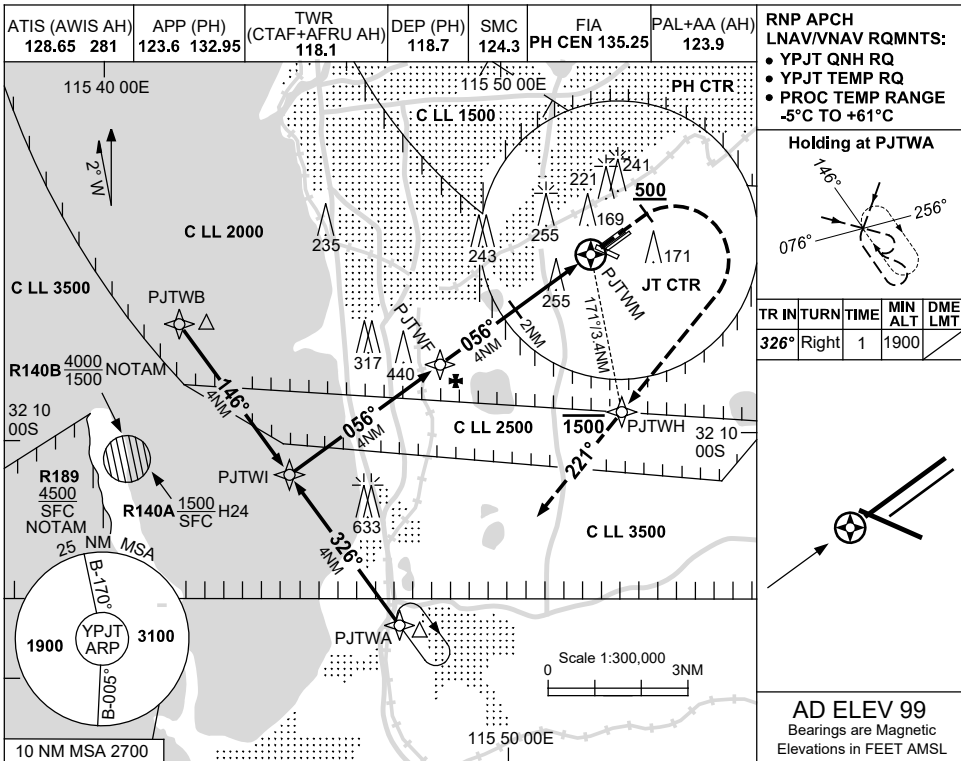 ATIS (AWIS AH)
128.65 281
APP (PH)
123.6 132.95
TWR
(CTAF+AFRU AH)
118.1
DEP (PH)
118.7
SMC
124.3
FIA
PH CEN 135.25
PAL+AA (AH)
123.9
RNP APCH
LNAV/VNAV RQMNTS:
• YPJT QNH RQ
• YPJT TEMP RQ
• PROC TEMP RANGE
-5°C TO +61°C
115 40 00E
115 50 00E
PH CTR
C LL 1500
2° W
C LL 2000
C LL 3500
235
243
221
241
255
169
500
171
255
JT CTR
PJTWM
171°/3.4NM
PJTWB
PJTWF
056°
4NM
2NM
317
440
R140B 4000
1500
NOTAM
146°
4NM
056°
4NM
C LL 2500
1500
PJTWH
32 10
00S
32 10
00S
221°
PJTWI
R189
4500
SFC
NOTAM
R140A 1500
SFC
H24
633
C LL 3500
326°
4NM
25 NM MSA
B-170°
1900
YPJT
ARP
3100
B-005°
PJTWA
Scale 1:300,000
0
3NM
10 NM MSA 2700
115 50 00E
Holding at PJTWA
146°
256°
076°
TR IN TURN TIME MIN ALT DME LMT
326° Right 1 1900
AD ELEV 99
Bearings are Magnetic
Elevations in FEET AMSL